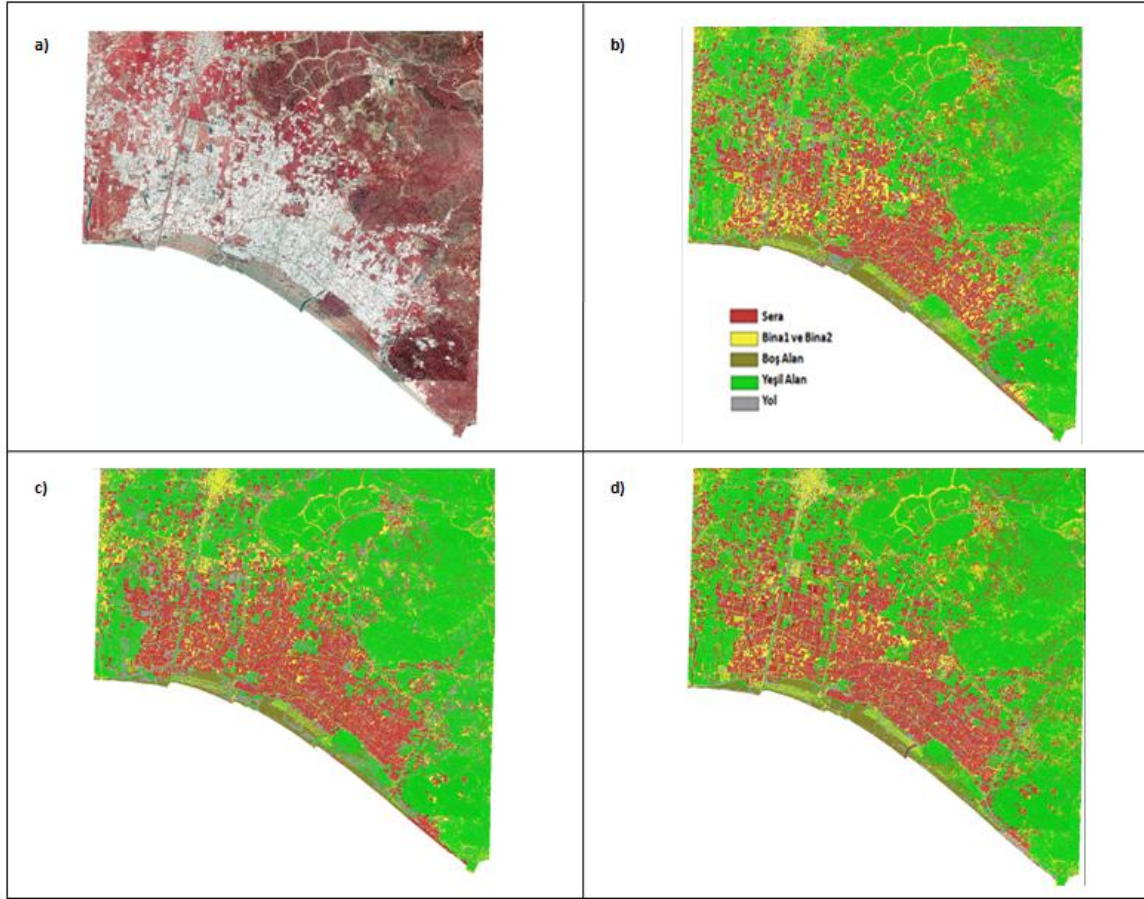 a)
b)
Sera
Bina1 ve Bina2
Boş Alan
Yeşil Alan
Yol
c)
d)